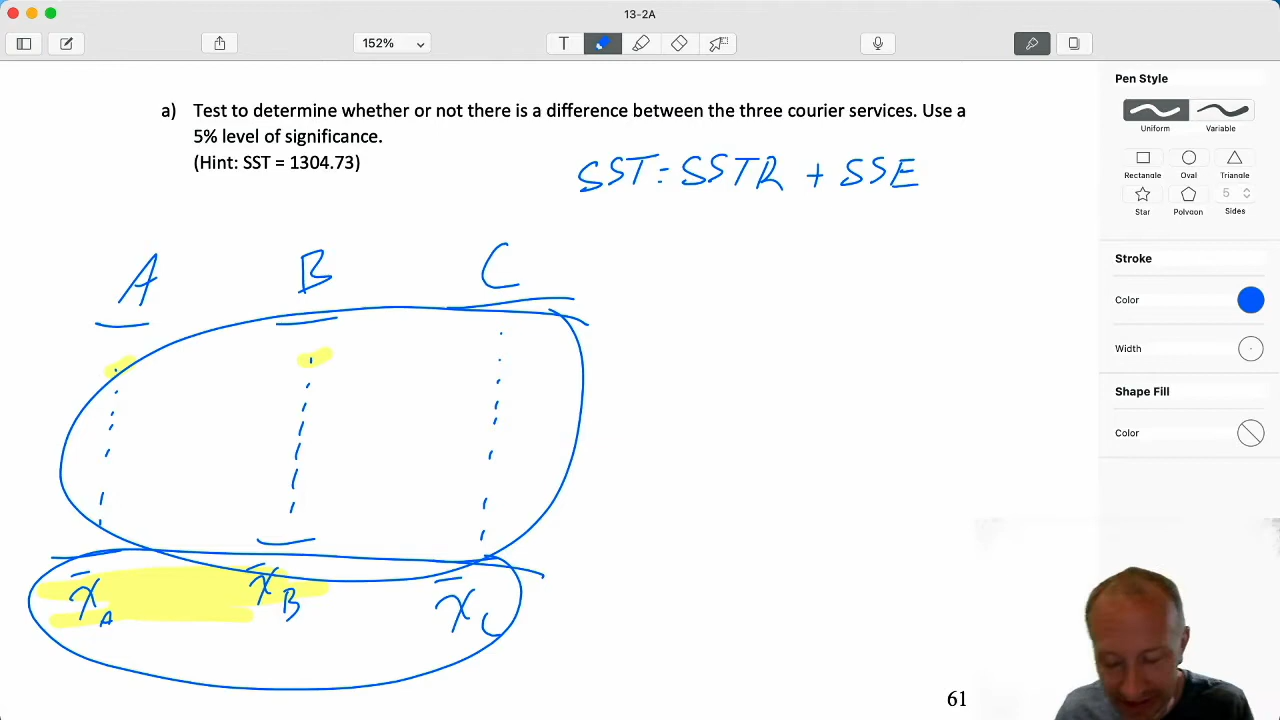 13-2A
152%
T
Pen Style
Uniform
Variable
Rectangle
Oval
Triangle
Star
Polygon
5
Sides
Stroke
Color
Width
Shape Fill
Color
a) Test to determine whether or not there is a difference between the three courier services. Use a
5% level of significance.
(Hint: SST = 1304.73)
SST = SSTR + SSE
A B C
x̄A x̄B x̄C
61